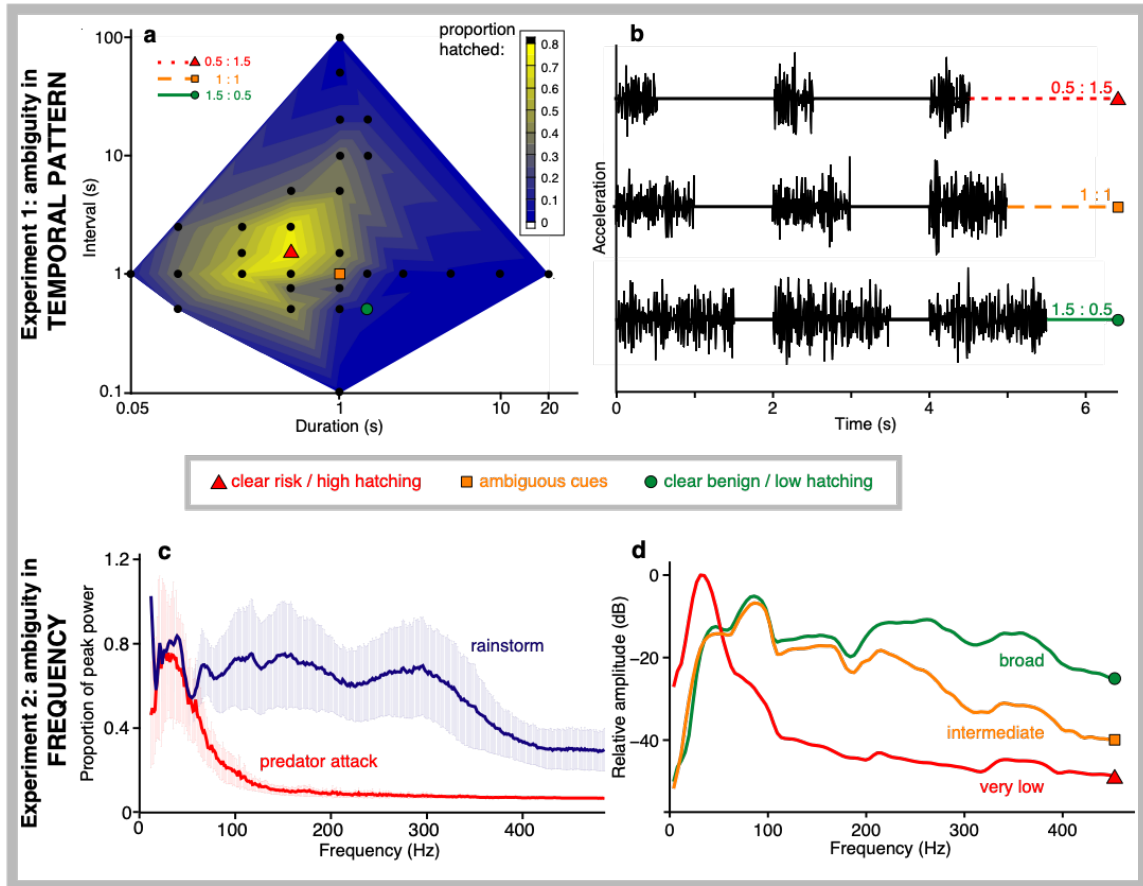 Experiment 1: ambiguity in
TEMPORAL PATTERN
a
0.5 : 1.5
1 : 1
1.5 : 0.5
proportion
hatched:
0.8
0.7
0.6
0.5
0.4
0.3
0.2
0.1
0
100
10
1
0.1
Interval (s)
0.05
1
10
20
Duration (s)
b
Acceleration
0.5 : 1.5
1 : 1
1.5 : 0.5
0
2
4
6
Time (s)
clear risk / high hatching
ambiguous cues
clear benign / low hatching
Experiment 2: ambiguity in
FREQUENCY
c
Proportion of peak power
1.2
0.8
0.4
0
rainstorm
predator attack
0
100
200
300
400
Frequency (Hz)
d
Relative amplitude (dB)
0
−20
−40
broad
intermediate
very low
0
100
200
300
400
Frequency (Hz)